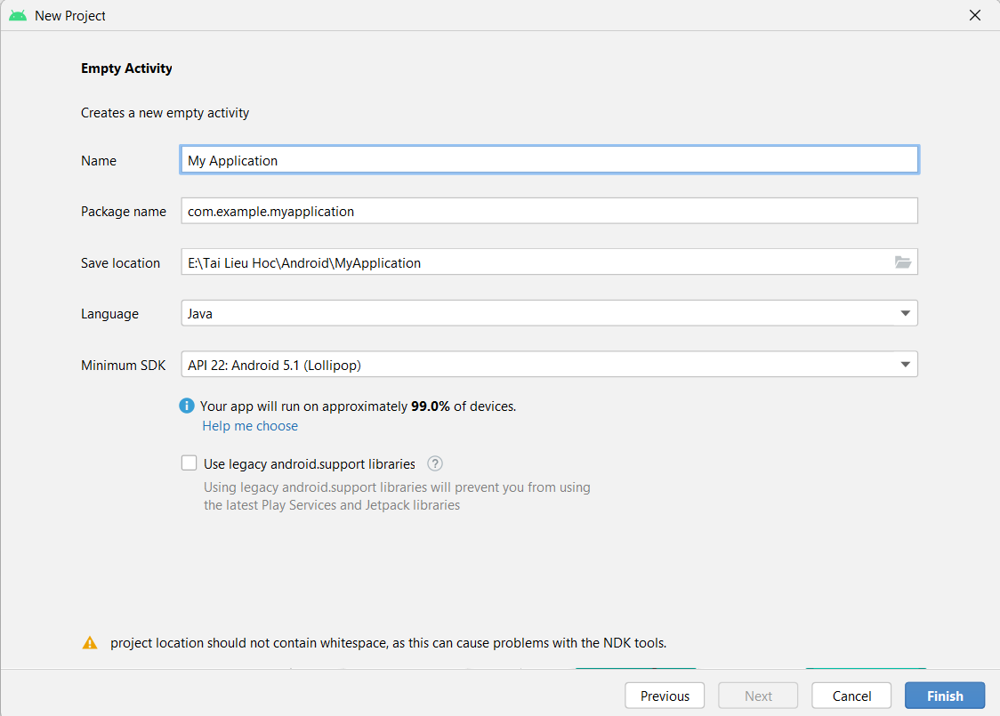 New Project
Empty Activity
Creates a new empty activity
Name My Application
Package name com.example.myapplication
Save location E:\Tai Lieu Hoc\Android\MyApplication
Language Java
Minimum SDK API 22: Android 5.1 (Lollipop)
i Your app will run on approximately 99.0% of devices.
Help me choose
Use legacy android.support libraries ?
Using legacy android.support libraries will prevent you from using
the latest Play Services and Jetpack libraries
project location should not contain whitespace, as this can cause problems with the NDK tools.
Previous Next Cancel Finish